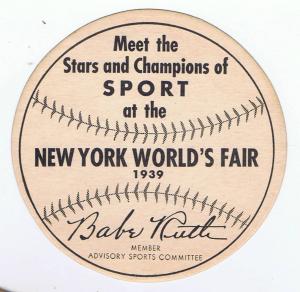 Meet the
Stars and Champions of
SPORT
at the
NEW YORK WORLD'S FAIR
1939
Babe Ruth
MEMBER
ADVISORY SPORTS COMMITTEE